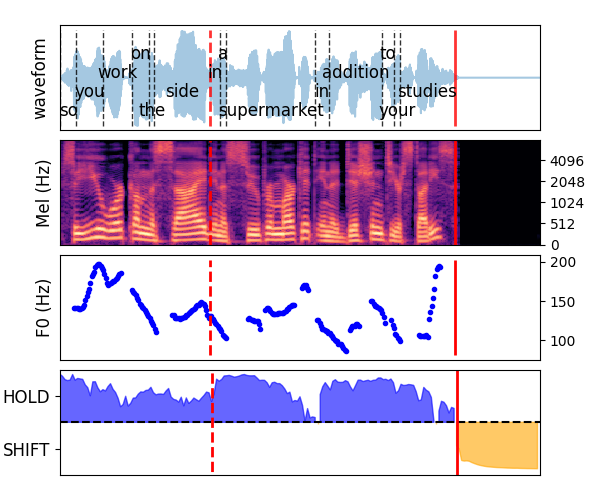 waveform
so you work on the side in a supermarket in addition to your studies
Mel (Hz)
4096
2048
1024
512
0
F0 (Hz)
200
150
100
HOLD
SHIFT